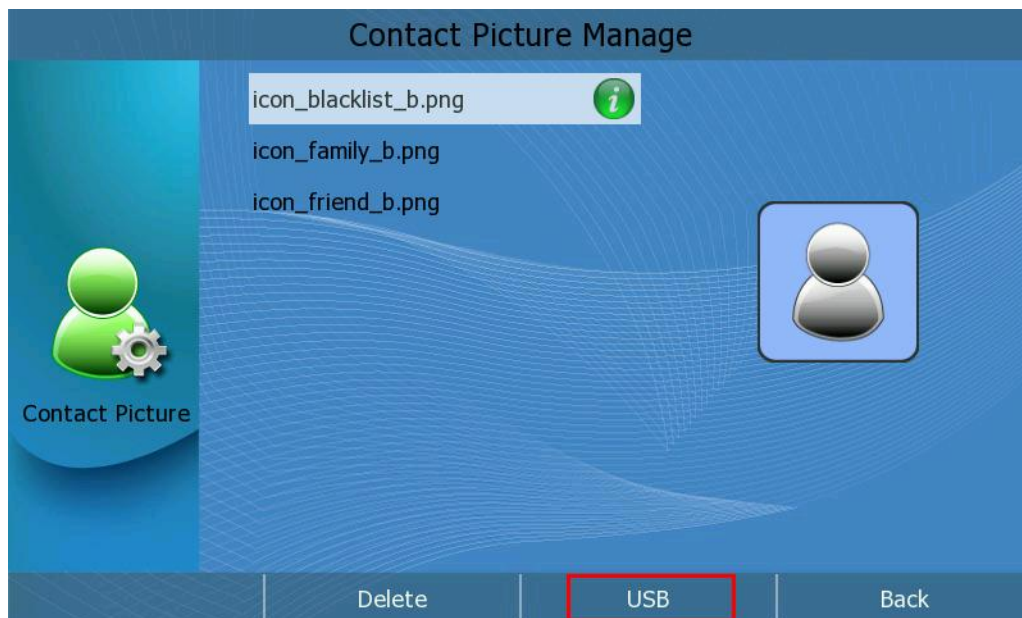 Contact Picture Manage
icon_blacklist_b.png
i
icon_family_b.png
icon_friend_b.png
Contact Picture
Delete
USB
Back